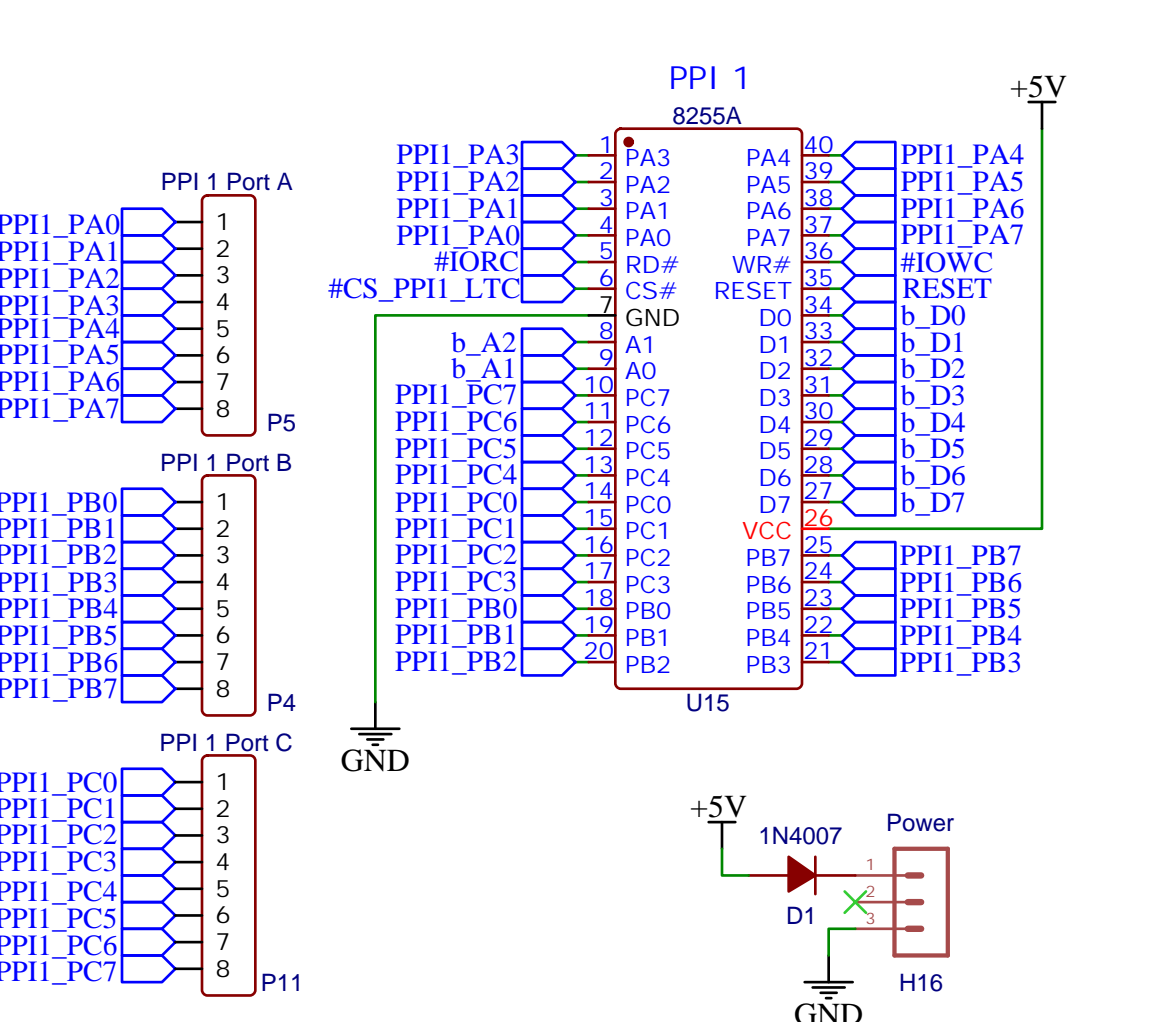 PPI 1
8255A
+5V
PPI1_PA3 1 PA3 PA4 40 PPI1_PA4
PPI1_PA2 2 PA2 PA5 39 PPI1_PA5
PPI1_PA1 3 PA1 PA6 38 PPI1_PA6
PPI1_PA0 4 PA0 PA7 37 PPI1_PA7
#IORC 5 RD# WR# 36 #IOWC
#CS_PPI1_LTC 6 CS# RESET 35 RESET
7 GND D0 34 b_D0
b_A2 8 A1 D1 33 b_D1
b_A1 9 A0 D2 32 b_D2
PPI1_PC7 10 PC7 D3 31 b_D3
PPI1_PC6 11 PC6 D4 30 b_D4
PPI1_PC5 12 PC5 D5 29 b_D5
PPI1_PC4 13 PC4 D6 28 b_D6
PPI1_PC0 14 PC0 D7 27 b_D7
PPI1_PC1 15 PC1 VCC 26
PPI1_PC2 16 PC2 PB7 25 PPI1_PB7
PPI1_PC3 17 PC3 PB6 24 PPI1_PB6
PPI1_PB0 18 PB0 PB5 23 PPI1_PB5
PPI1_PB1 19 PB1 PB4 22 PPI1_PB4
PPI1_PB2 20 PB2 PB3 21 PPI1_PB3
U15
GND
PPI 1 Port A
PPI1_PA0 1
PPI1_PA1 2
PPI1_PA2 3
PPI1_PA3 4
PPI1_PA4 5
PPI1_PA5 6
PPI1_PA6 7
PPI1_PA7 8
P5
PPI 1 Port B
PPI1_PB0 1
PPI1_PB1 2
PPI1_PB2 3
PPI1_PB3 4
PPI1_PB4 5
PPI1_PB5 6
PPI1_PB6 7
PPI1_PB7 8
P4
PPI 1 Port C
PPI1_PC0 1
PPI1_PC1 2
PPI1_PC2 3
PPI1_PC3 4
PPI1_PC4 5
PPI1_PC5 6
PPI1_PC6 7
PPI1_PC7 8
P11
+5V
1N4007
Power
1
2
3
D1
H16
GND